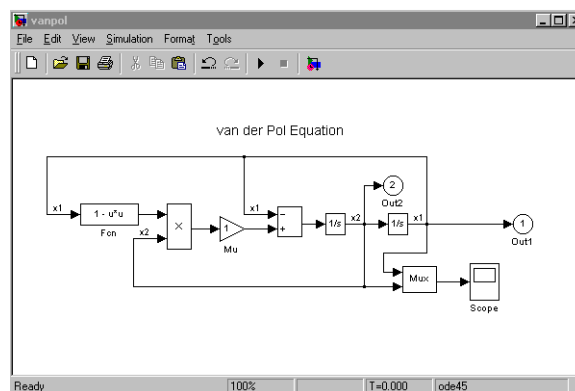 vanpol
File Edit View Simulation Format Tools
van der Pol Equation
x1
1 - u*u
Fcn
x2
×
1
Mu
x1
−
+
1/s
x2
2
Out2
1/s
x1
1
Out1
Mux
Scope
Ready 100% T=0.000 ode45